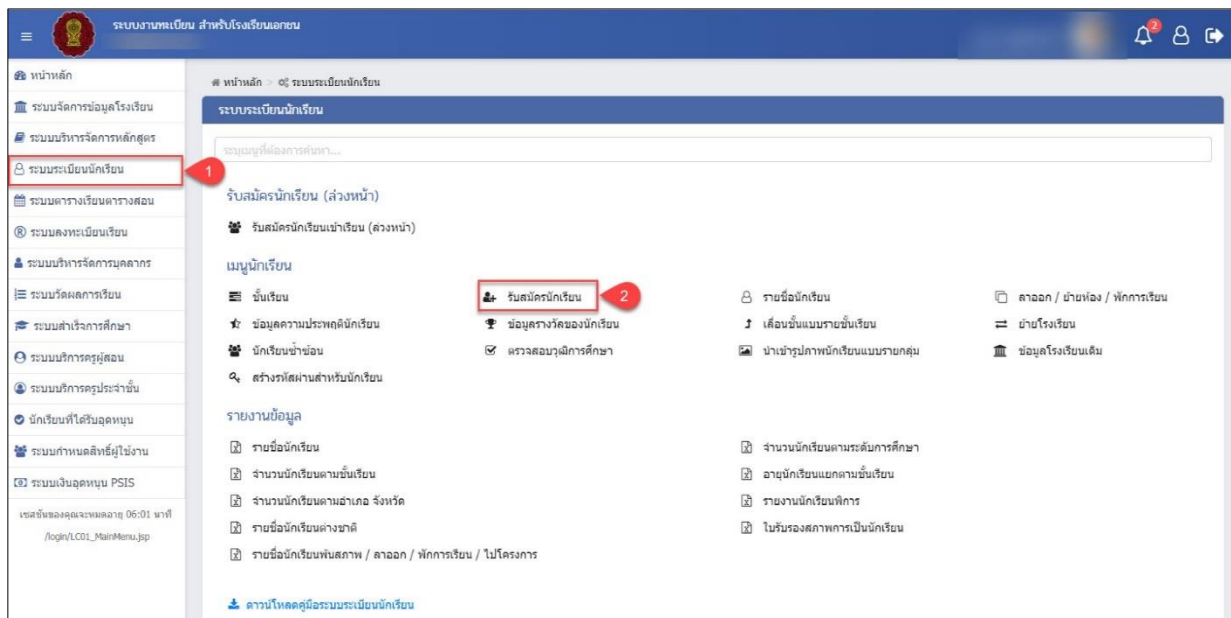 ระบบงานทะเบียน สำหรับโรงเรียนเอกชน
2
หน้าหลัก
ระบบจัดการข้อมูลโรงเรียน
ระบบบริหารจัดการหลักสูตร
ระบบระเบียนนักเรียน
1
ระบบตารางเรียนตารางสอน
ระบบลงทะเบียนเรียน
ระบบบริหารจัดการบุคลากร
ระบบวัดผลการเรียน
ระบบสำเร็จการศึกษา
ระบบบริการครูผู้สอน
ระบบบริการครูประจำชั้น
นักเรียนที่ได้รับอุดหนุน
ระบบกำหนดสิทธิ์ผู้ใช้งาน
ระบบเงินอุดหนุน PSIS
เซสชันของคุณจะหมดอายุ 06:01 นาที
/login/LC01_MainMenu.jsp
หน้าหลัก > ระบบระเบียนนักเรียน
ระบบระเบียนนักเรียน
ระบุเมนูที่ต้องการค้นหา...
รับสมัครนักเรียน (ล่วงหน้า)
รับสมัครนักเรียนเข้าเรียน (ล่วงหน้า)
เมนูนักเรียน
ชั้นเรียน รับสมัครนักเรียน 2 รายชื่อนักเรียน ลาออก / ย้ายห้อง / พักการเรียน
ข้อมูลความประพฤตินักเรียน ข้อมูลรางวัลของนักเรียน เลื่อนชั้นแบบรายชั้นเรียน ย้ายโรงเรียน
นักเรียนซ้ำซ้อน ตรวจสอบวุฒิการศึกษา นำเข้ารูปภาพนักเรียนแบบรายกลุ่ม ข้อมูลโรงเรียนเดิม
สร้างรหัสผ่านสำหรับนักเรียน
รายงานข้อมูล
รายชื่อนักเรียน จำนวนนักเรียนตามระดับการศึกษา
จำนวนนักเรียนตามชั้นเรียน อายุนักเรียนแยกตามชั้นเรียน
จำนวนนักเรียนตามอำเภอ จังหวัด รายงานนักเรียนพิการ
รายชื่อนักเรียนต่างชาติ ใบรับรองสภาพการเป็นนักเรียน
รายชื่อนักเรียนพ้นสภาพ / ลาออก / พักการเรียน / ไปโครงการ
ดาวน์โหลดคู่มือระบบระเบียนนักเรียน